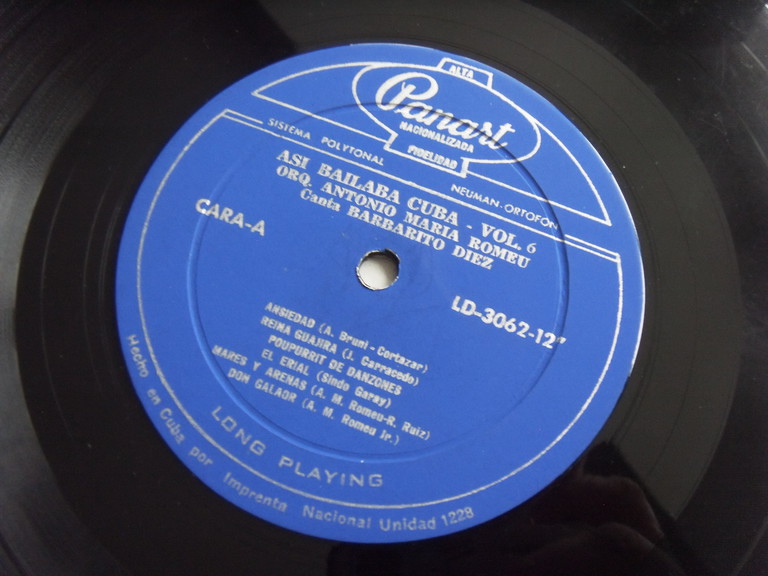 ALTA
Panart
NACIONALIZADA
FIDELIDAD
SISTEMA POLYTONAL
NEUMAN-ORTOFON
ASI BAILABA CUBA - VOL. 6
ORQ. ANTONIO MARIA ROMEU
Canta BARBARITO DIEZ
CARA-A
LD-3062-12"
ANSIEDAD (A. Bruni - Cortazar)
REINA GUAJIRA (J. Carracedo)
POUPURRIT DE DANZONES
EL ERIAL (Sindo Garay)
MARES Y ARENAS (A. M. Romeu-R. Ruiz)
DON GALAOR (A. M. Romeu Jr.)
LONG PLAYING
Hecho en Cuba por Imprenta Nacional Unidad 1228